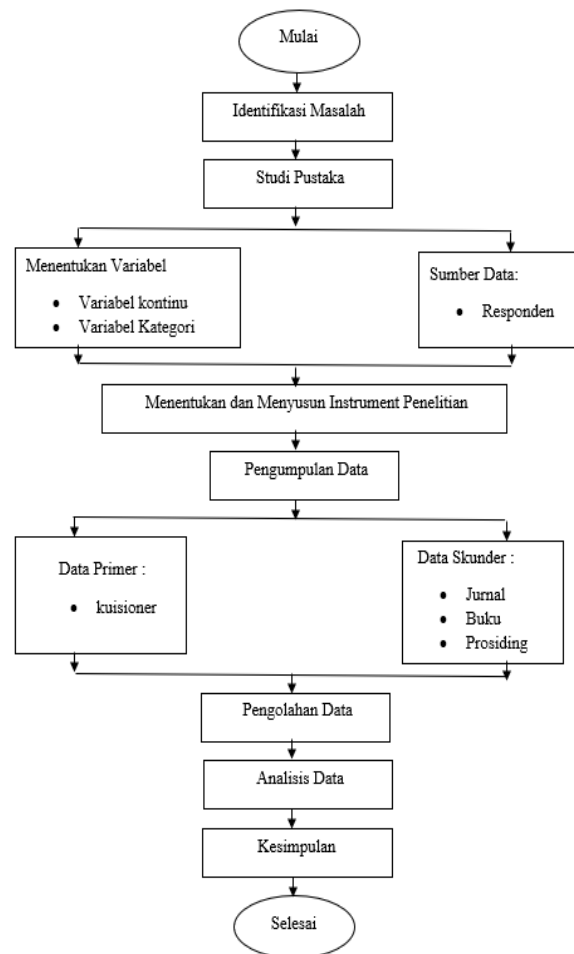 Mulai
Identifikasi Masalah
Studi Pustaka
Menentukan Variabel
• Variabel kontinu
• Variabel Kategori
Sumber Data:
• Responden
Menentukan dan Menyusun Instrument Penelitian
Pengumpulan Data
Data Primer :
• kuisioner
Data Skunder :
• Jurnal
• Buku
• Prosiding
Pengolahan Data
Analisis Data
Kesimpulan
Selesai